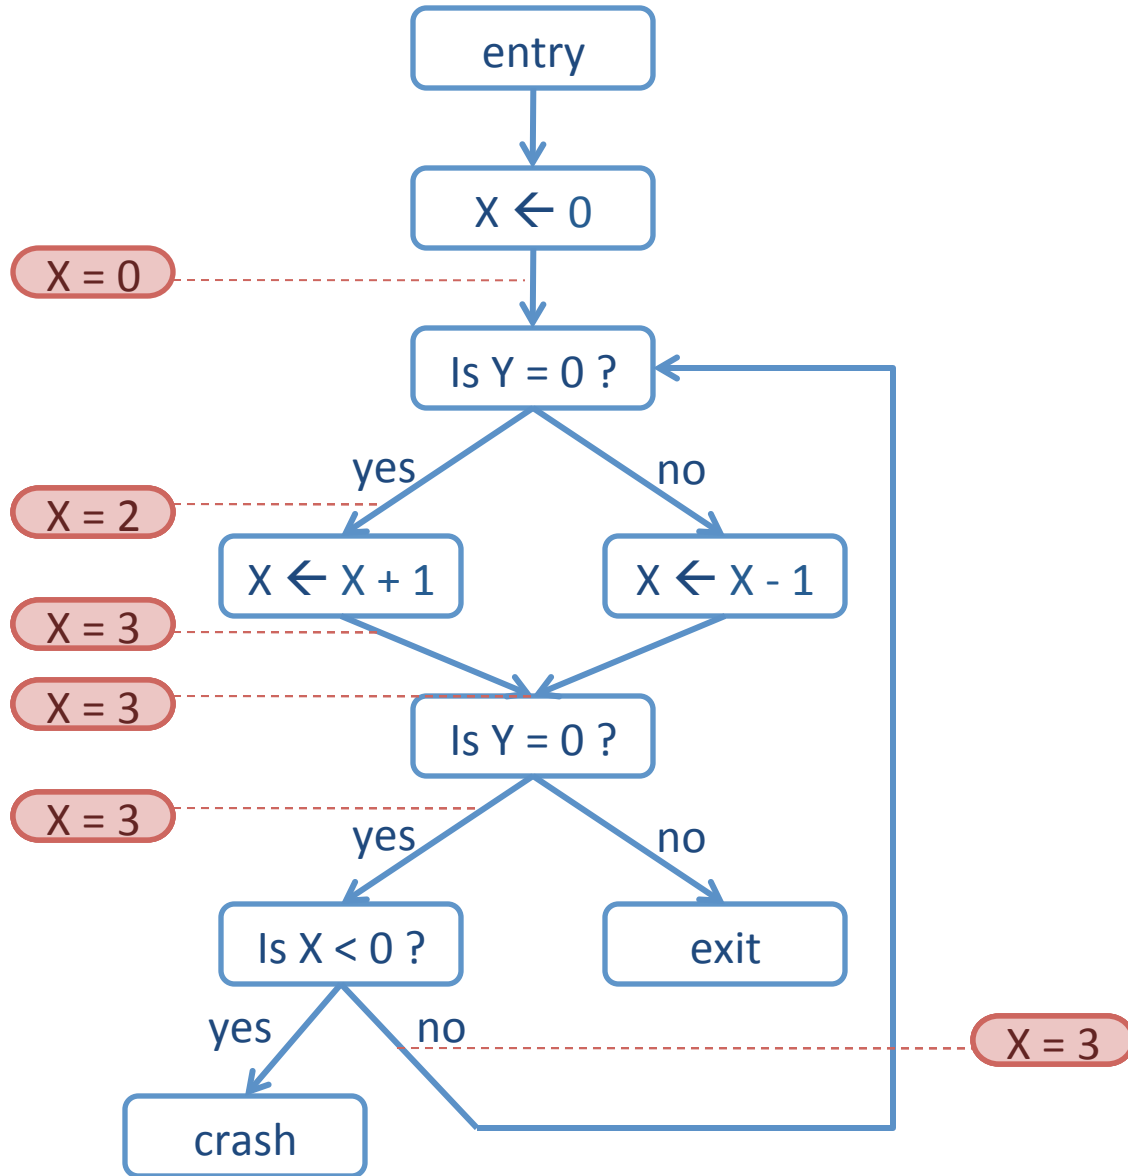 entry
X ← 0
X = 0
Is Y = 0 ?
yes
no
X = 2
X ← X + 1
X ← X - 1
X = 3
X = 3
Is Y = 0 ?
X = 3
yes
no
Is X < 0 ?
exit
yes
no
X = 3
crash